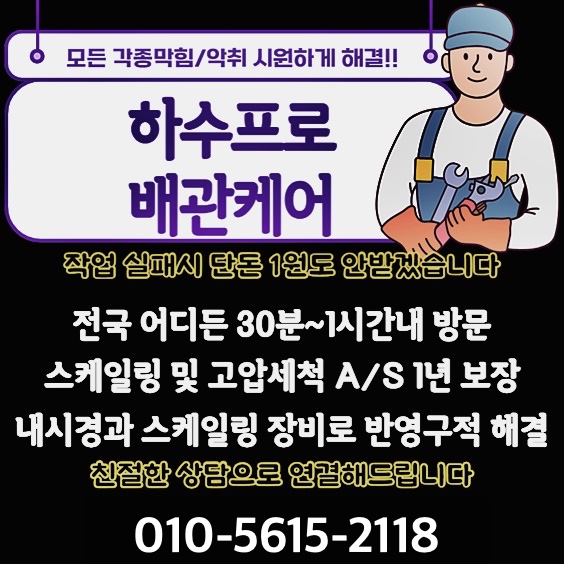 모든 각종막힘/악취 시원하게 해결!!
하수프로
배관케어
작업 실패시 단돈 1원도 안받겠습니다
전국 어디든 30분~1시간내 방문
스케일링 및 고압세척 A/S 1년 보장
내시경과 스케일링 장비로 반영구적 해결
친절한 상담으로 연결해드립니다
010-5615-2118